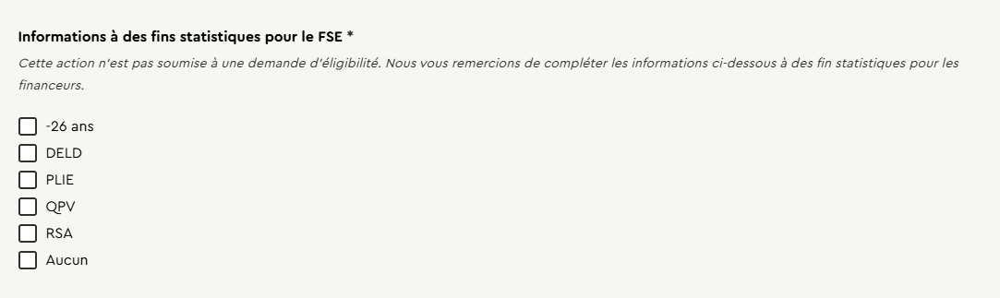 Informations à des fins statistiques pour le FSE *
Cette action n'est pas soumise à une demande d'éligibilité. Nous vous remercions de compléter les informations ci-dessous à des fin statistiques pour les
financeurs.
-26 ans
DELD
PLIE
QPV
RSA
Aucun